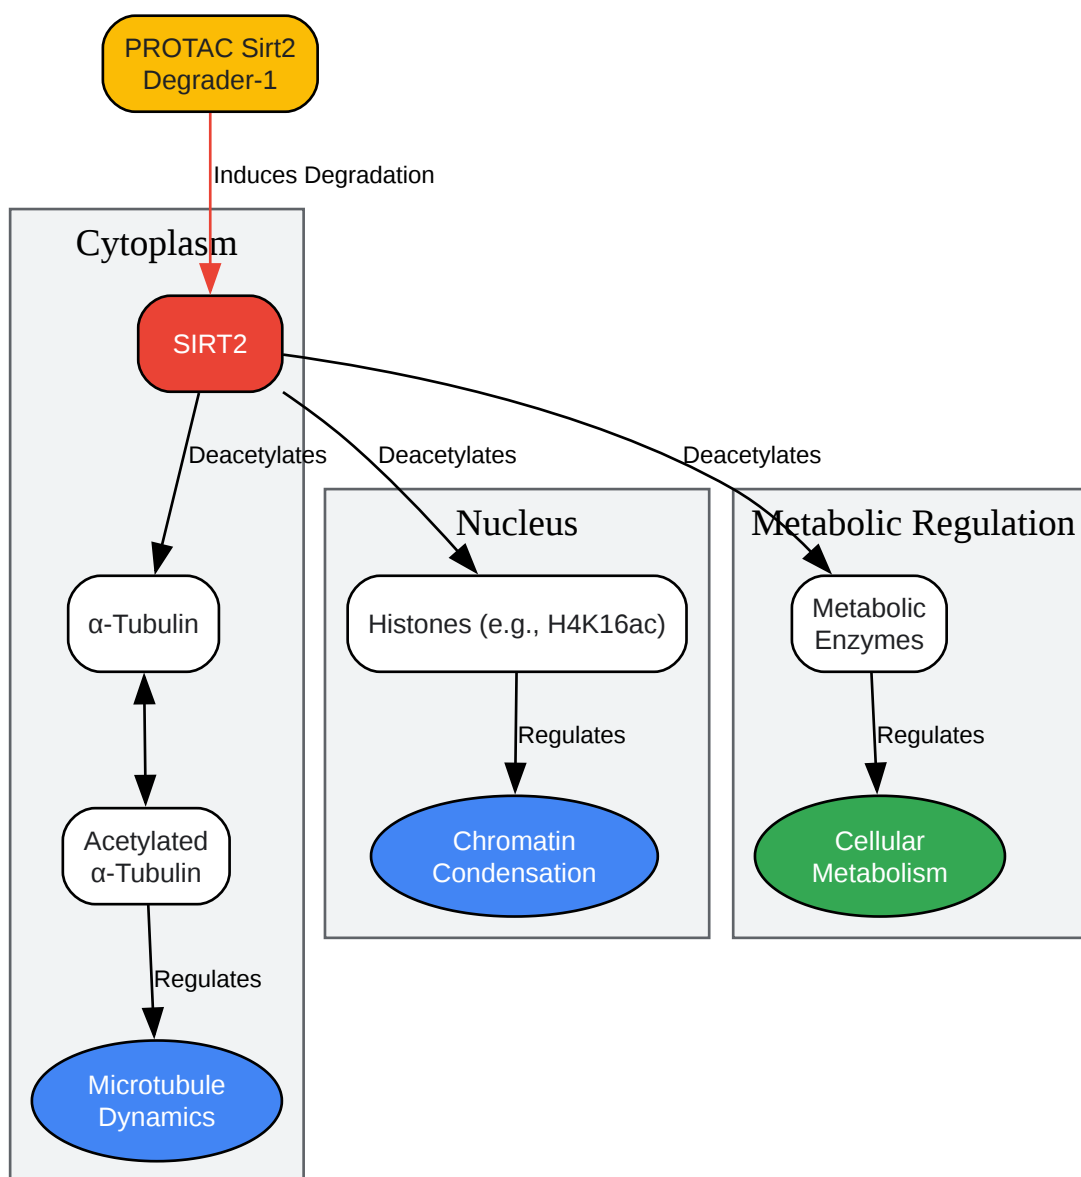 PROTAC Sirt2
Degrader-1
Induces Degradation
Cytoplasm
SIRT2
Deacetylates
Deacetylates
Deacetylates
Nucleus
Metabolic Regulation
α-Tubulin
Histones (e.g., H4K16ac)
Metabolic
Enzymes
Regulates
Regulates
Acetylated
α-Tubulin
Chromatin
Condensation
Cellular
Metabolism
Regulates
Microtubule
Dynamics